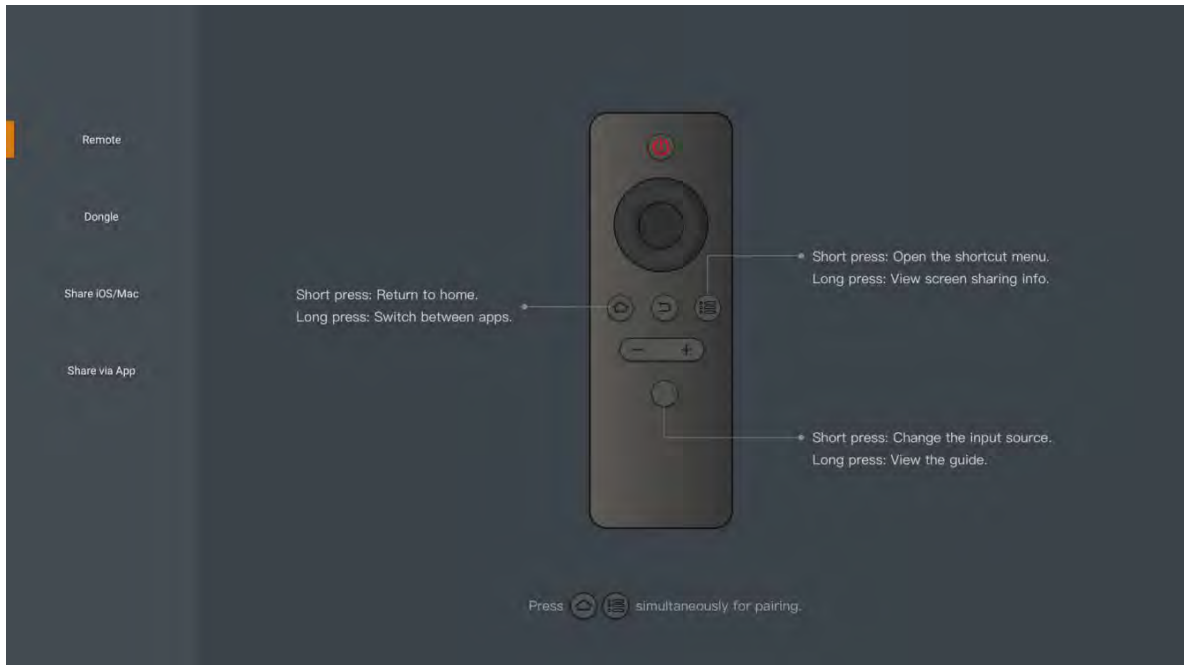 Remote
Dongle
Share iOS/Mac
Share via App
Short press: Return to home.
Long press: Switch between apps.
Short press: Open the shortcut menu.
Long press: View screen sharing info.
Short press: Change the input source.
Long press: View the guide.
Press simultaneously for pairing.